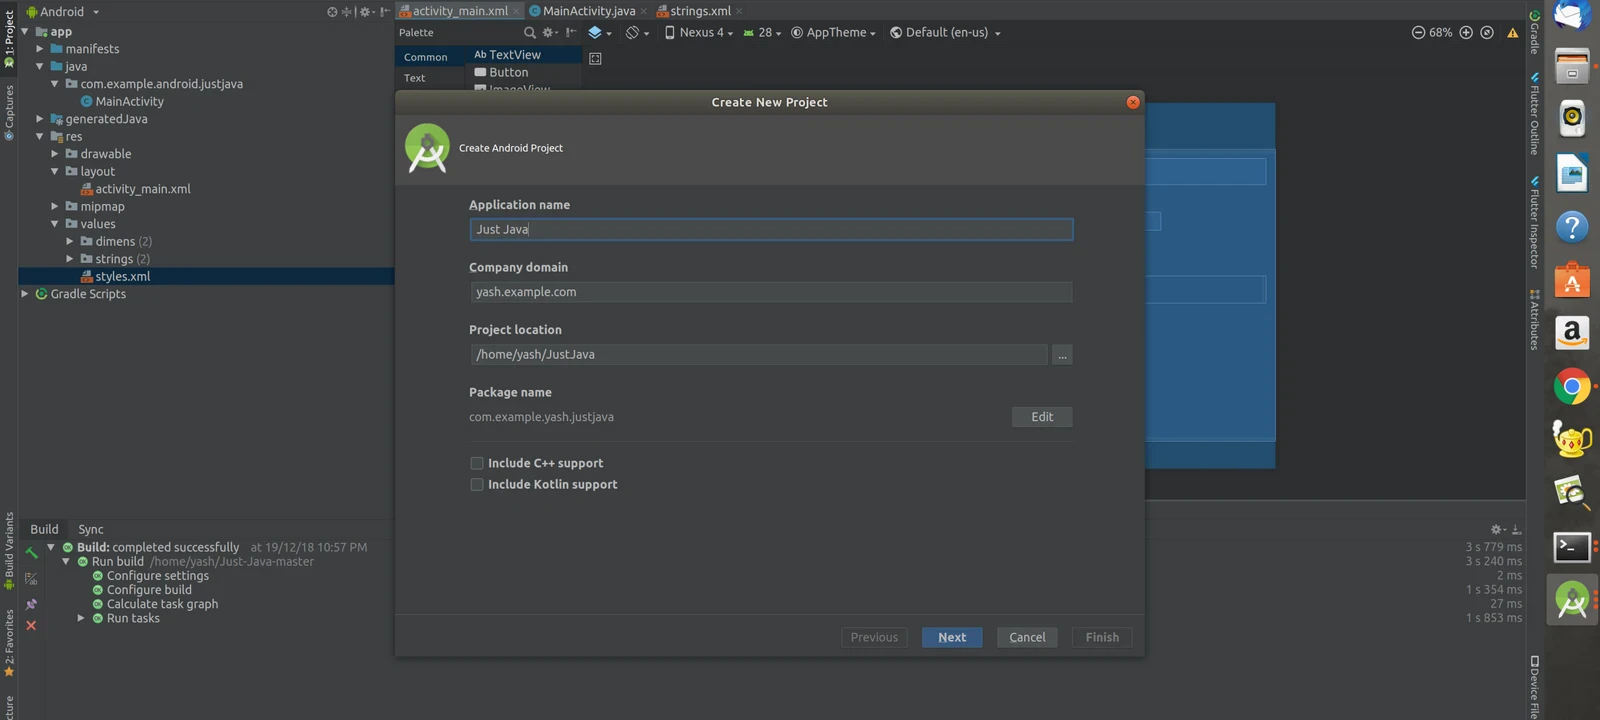 Android
activity_main.xml
MainActivity.java
strings.xml
1: Project
app
manifests
java
com.example.android.justjava
MainActivity
generatedJava
res
drawable
layout
activity_main.xml
mipmap
values
dimens (2)
strings (2)
styles.xml
Gradle Scripts
Captures
Build Variants
2: Favorites
Palette
Nexus 4
28
AppTheme
Default (en-us)
68%
Common
Text
Ab TextView
Button
ImageView
Create New Project
Create Android Project
Application name
Just Java
Company domain
yash.example.com
Project location
/home/yash/JustJava
...
Package name
com.example.yash.justjava
Edit
Include C++ support
Include Kotlin support
Previous
Next
Cancel
Finish
Build
Sync
Build: completed successfully at 19/12/18 10:57 PM
3 s 779 ms
Run build /home/yash/Just-Java-master
3 s 240 ms
Configure settings
2 ms
Configure build
1 s 354 ms
Calculate task graph
27 ms
Run tasks
1 s 853 ms
Gradle
Flutter Outline
Flutter Inspector
Attributes